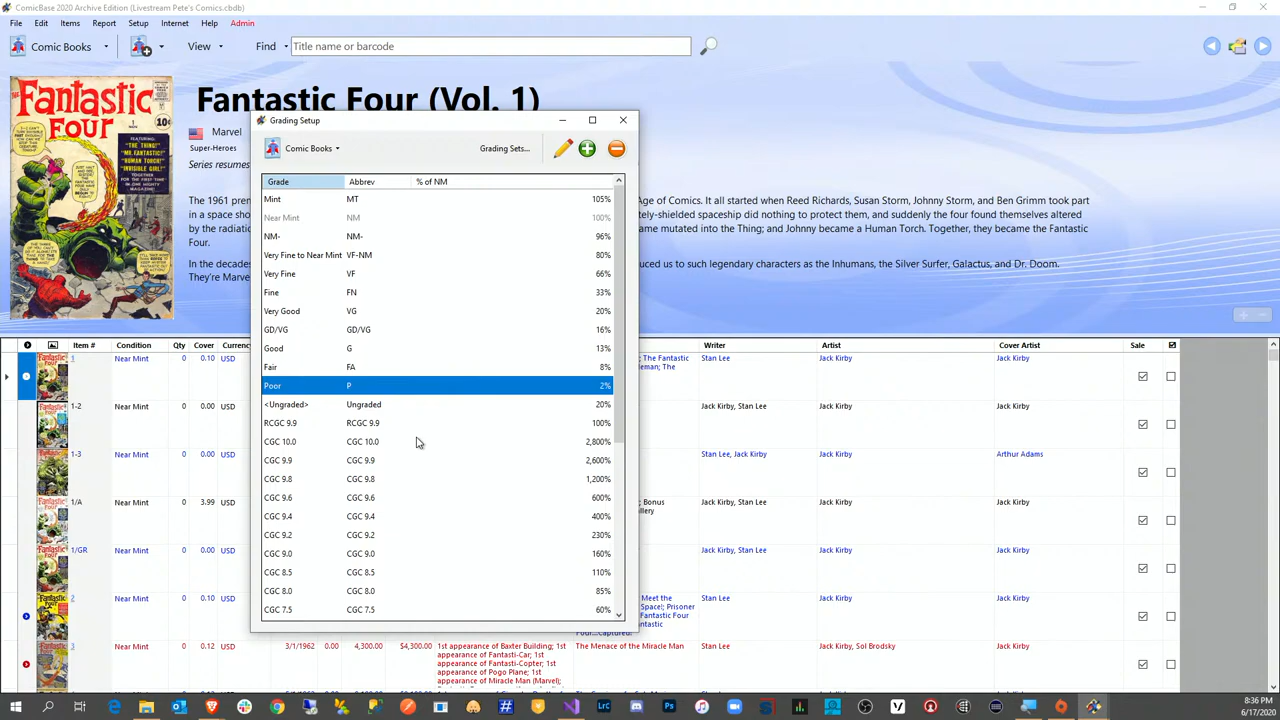 ComicBase 2020 Archive Edition (Livestream Pete's Comics.cbdb)
File Edit Items Report Setup Internet Help Admin
Comic Books View Find Title name or barcode
Fantastic Four (Vol. 1)
Marvel
Super-Heroes
Series resumes
The 1961 prem
in a space sho
by the radiatio
Four.
In the decades
They're Marve
Age of Comics. It all started when Reed Richards, Susan Storm, Johnny Storm, and Ben Grimm took part
tely-shielded spaceship did nothing to protect them, and suddenly the four found themselves altered
ame mutated into the Thing; and Johnny became a Human Torch. Together, they became the
uced us to such legendary characters as the Inhumans, the Silver Surfer, Galactus, and Dr. Doom.
Grading Setup
Comic Books Grading Sets...
Grade Abbrev % of NM
Mint MT 105%
Near Mint NM 100%
NM- NM- 96%
Very Fine to Near Mint VF-NM 80%
Very Fine VF 66%
Fine FN 33%
Very Good VG 20%
GD/VG GD/VG 16%
Good G 13%
Fair FA 8%
Poor P 2%
<Ungraded> Ungraded 20%
RCGC 9.9 RCGC 9.9 100%
CGC 10.0 CGC 10.0 2,800%
CGC 9.9 CGC 9.9 2,600%
CGC 9.8 CGC 9.8 1,200%
CGC 9.6 CGC 9.6 600%
CGC 9.4 CGC 9.4 400%
CGC 9.2 CGC 9.2 230%
CGC 9.0 CGC 9.0 160%
CGC 8.5 CGC 8.5 110%
CGC 8.0 CGC 8.0 85%
CGC 7.5 CGC 7.5 60%
Item # Condition Qty Cover Currenc Writer Artist Cover Artist Sale
1 Near Mint 0 0.10 USD ; The Fantastic Stan Lee Jack Kirby Jack Kirby
leman; The
1-2 Near Mint 0 0.00 USD Jack Kirby, Stan Lee Jack Kirby Jack Kirby
1-3 Near Mint 0 0.00 USD Stan Lee, Jack Kirby Jack Kirby Arthur Adams
1/A Near Mint 0 3.99 USD ; Bonus Jack Kirby, Stan Lee Jack Kirby Jack Kirby
llery
1/GR Near Mint 0 0.00 USD Jack Kirby, Stan Lee Jack Kirby Jack Kirby
2 Near Mint 0 0.10 USD Meet the Stan Lee Jack Kirby Jack Kirby
Space!; Prisoner
Fantastic Four
ntastic
Four...Captured!
3 Near Mint 0 0.12 USD 3/1/1962 0.00 4,300.00 $4,300.00 1st appearance of Baxter Building; 1st The Menace of the Miracle Man Stan Lee Jack Kirby, Sol Brodsky Jack Kirby
appearance of Fantasti-Car; 1st
appearance of Fantasti-Copter; 1st
appearance of Pogo Plane; 1st
appearance of Miracle Man (Marvel)
8:36 PM
6/17/2020